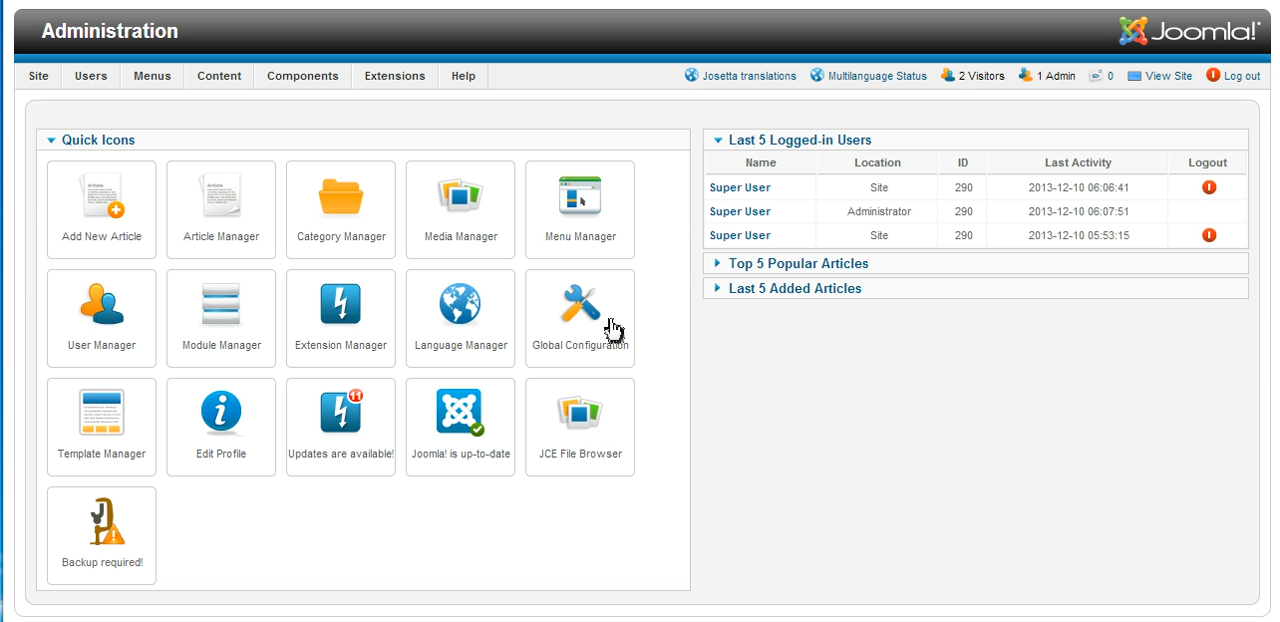 Administration
Joomla!
Site Users Menus Content Components Extensions Help
Josetta translations Multilanguage Status 2 Visitors 1 Admin 0 View Site Log out
Quick Icons
Add New Article Article Manager Category Manager Media Manager Menu Manager
User Manager Module Manager Extension Manager Language Manager Global Configuration
11
Template Manager Edit Profile Updates are available! Joomla! is up-to-date JCE File Browser
Backup required!
Last 5 Logged-in Users
Name Location ID Last Activity Logout
Super User Site 290 2013-12-10 06:06:41
Super User Administrator 290 2013-12-10 06:07:51
Super User Site 290 2013-12-10 05:53:15
Top 5 Popular Articles
Last 5 Added Articles